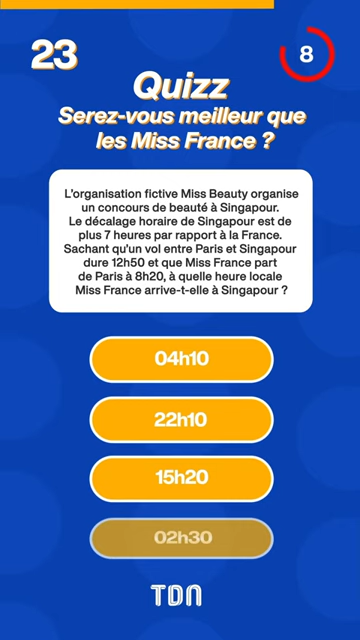 23
8
Quizz
Serez-vous meilleur que
les Miss France ?
L'organisation fictive Miss Beauty organise
un concours de beauté à Singapour.
Le décalage horaire de Singapour est de
plus 7 heures par rapport à la France.
Sachant qu'un vol entre Paris et Singapour
dure 12h50 et que Miss France part
de Paris à 8h20, à quelle heure locale
Miss France arrive-t-elle à Singapour ?
04h10
22h10
15h20
02h30
TDN